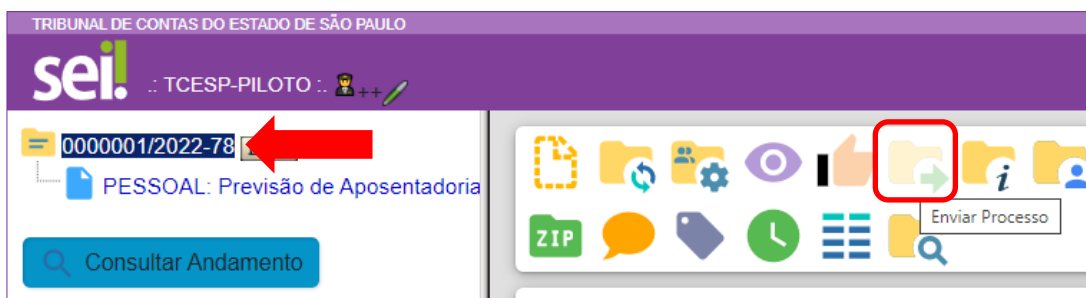 TRIBUNAL DE CONTAS DO ESTADO DE SÃO PAULO
sei!
.: TCESP-PILOTO :.
++
0000001/2022-78
PESSOAL: Previsão de Aposentadoria
Consultar Andamento
i
ZIP
Enviar Processo